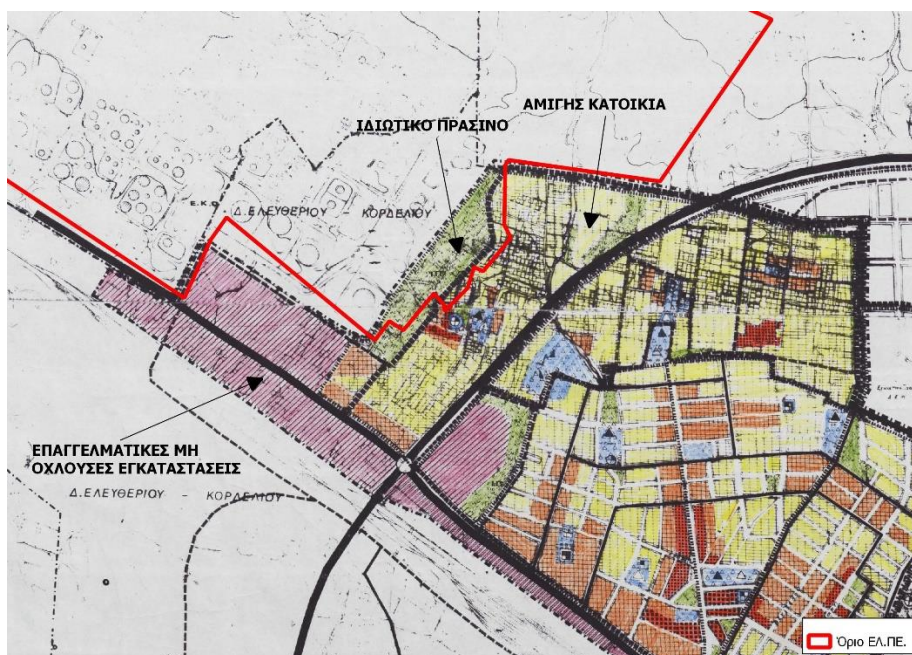 ΑΜΙΓΗΣ ΚΑΤΟΙΚΙΑ
ΙΔΙΩΤΙΚΟ ΠΡΑΣΙΝΟ
Ε.Κ.Ο.
Δ.ΕΛΕΥΘΕΡΙΟΥ - ΚΟΡΔΕΛΙΟΥ
ΕΠΑΓΓΕΛΜΑΤΙΚΕΣ ΜΗ
ΟΧΛΟΥΣΕΣ ΕΓΚΑΤΑΣΤΑΣΕΙΣ
Δ.ΕΛΕΥΘΕΡΙΟΥ - ΚΟΡΔΕΛΙΟΥ
Όριο ΕΛ.ΠΕ.